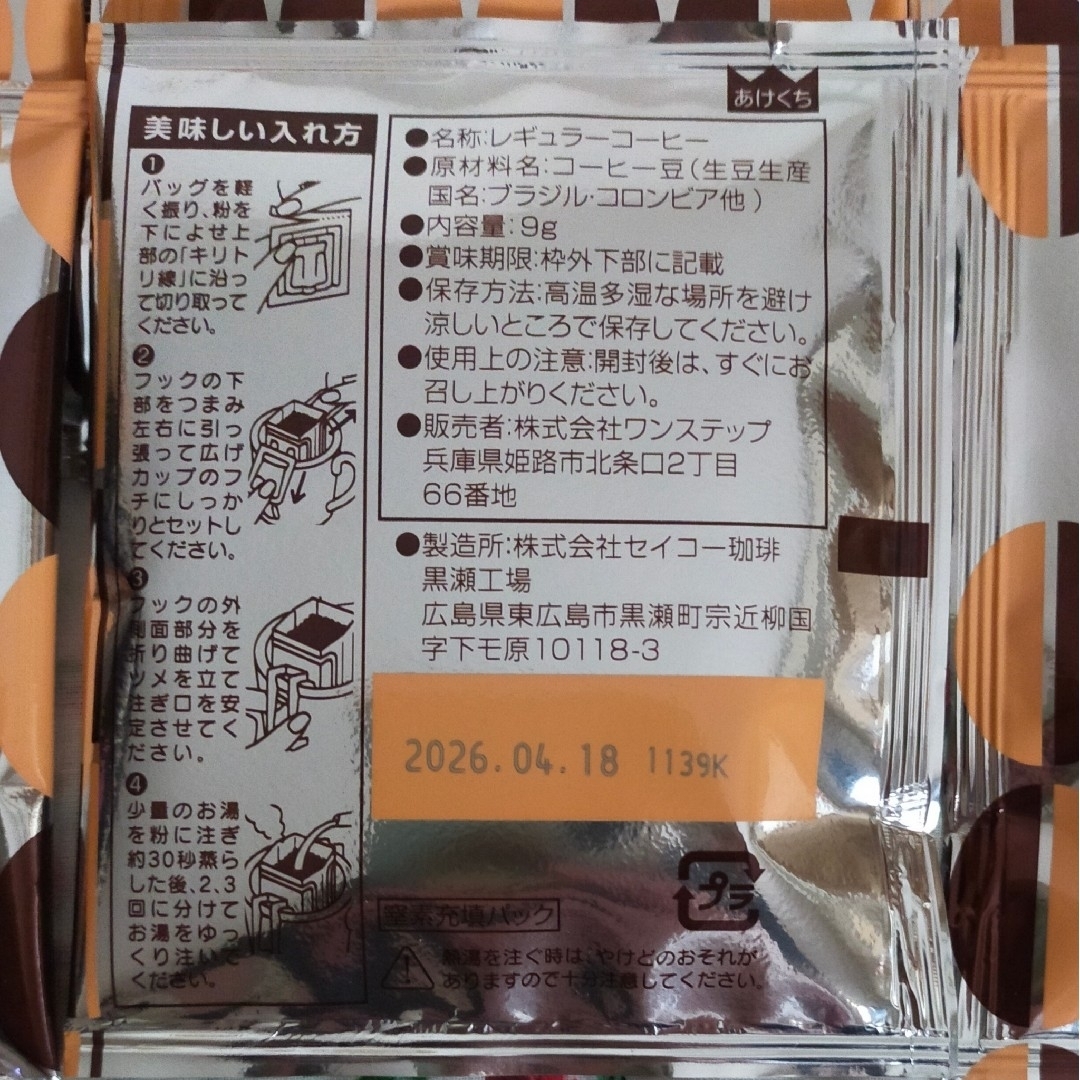 あけくち
美味しい入れ方
❶
バッグを軽
く振り、粉を
下によせ上
部の「キリト
リ線」に沿っ
て切り取って
ください。
❷
フックの下
部をつまみ
左右に引っ
張って広げ
カップのフ
チにしっか
りとセットし
てください。
❸
フックの外
側面部分を
折り曲げて
ツメを立て
注ぎ口を安
定させてく
ださい。
❹
少量のお湯
を粉に注ぎ
約30秒蒸ら
した後、2、3
回に分けて
お湯をゆっ
くり注いで
ください。
●名称:レギュラーコーヒー
●原材料名:コーヒー豆(生豆生産
国名:ブラジル・コロンビア他)
●内容量:9g
●賞味期限:枠外下部に記載
●保存方法:高温多湿な場所を避け
涼しいところで保存してください。
●使用上の注意:開封後は、すぐにお
召し上がりください。
●販売者:株式会社ワンステップ
兵庫県姫路市北条口2丁目
66番地
●製造所:株式会社セイコー珈琲
黒瀬工場
広島県東広島市黒瀬町宗近柳国
字下モ原10118-3
2026.04.18 1139K
プラ
窒素充填パック
熱湯を注ぐ時は、やけどのおそれが
ありますので十分注意してください。